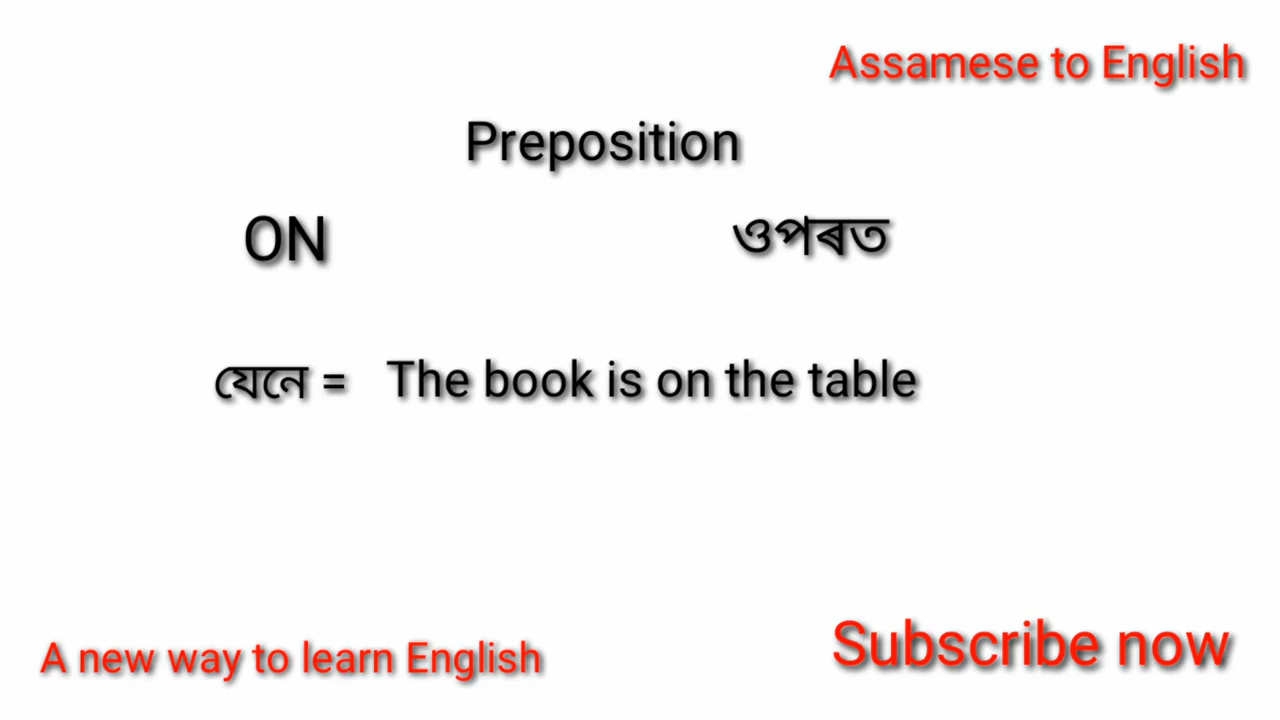 Assamese to English
Preposition
ON ওপৰত
যেনে = The book is on the table
A new way to learn English
Subscribe now